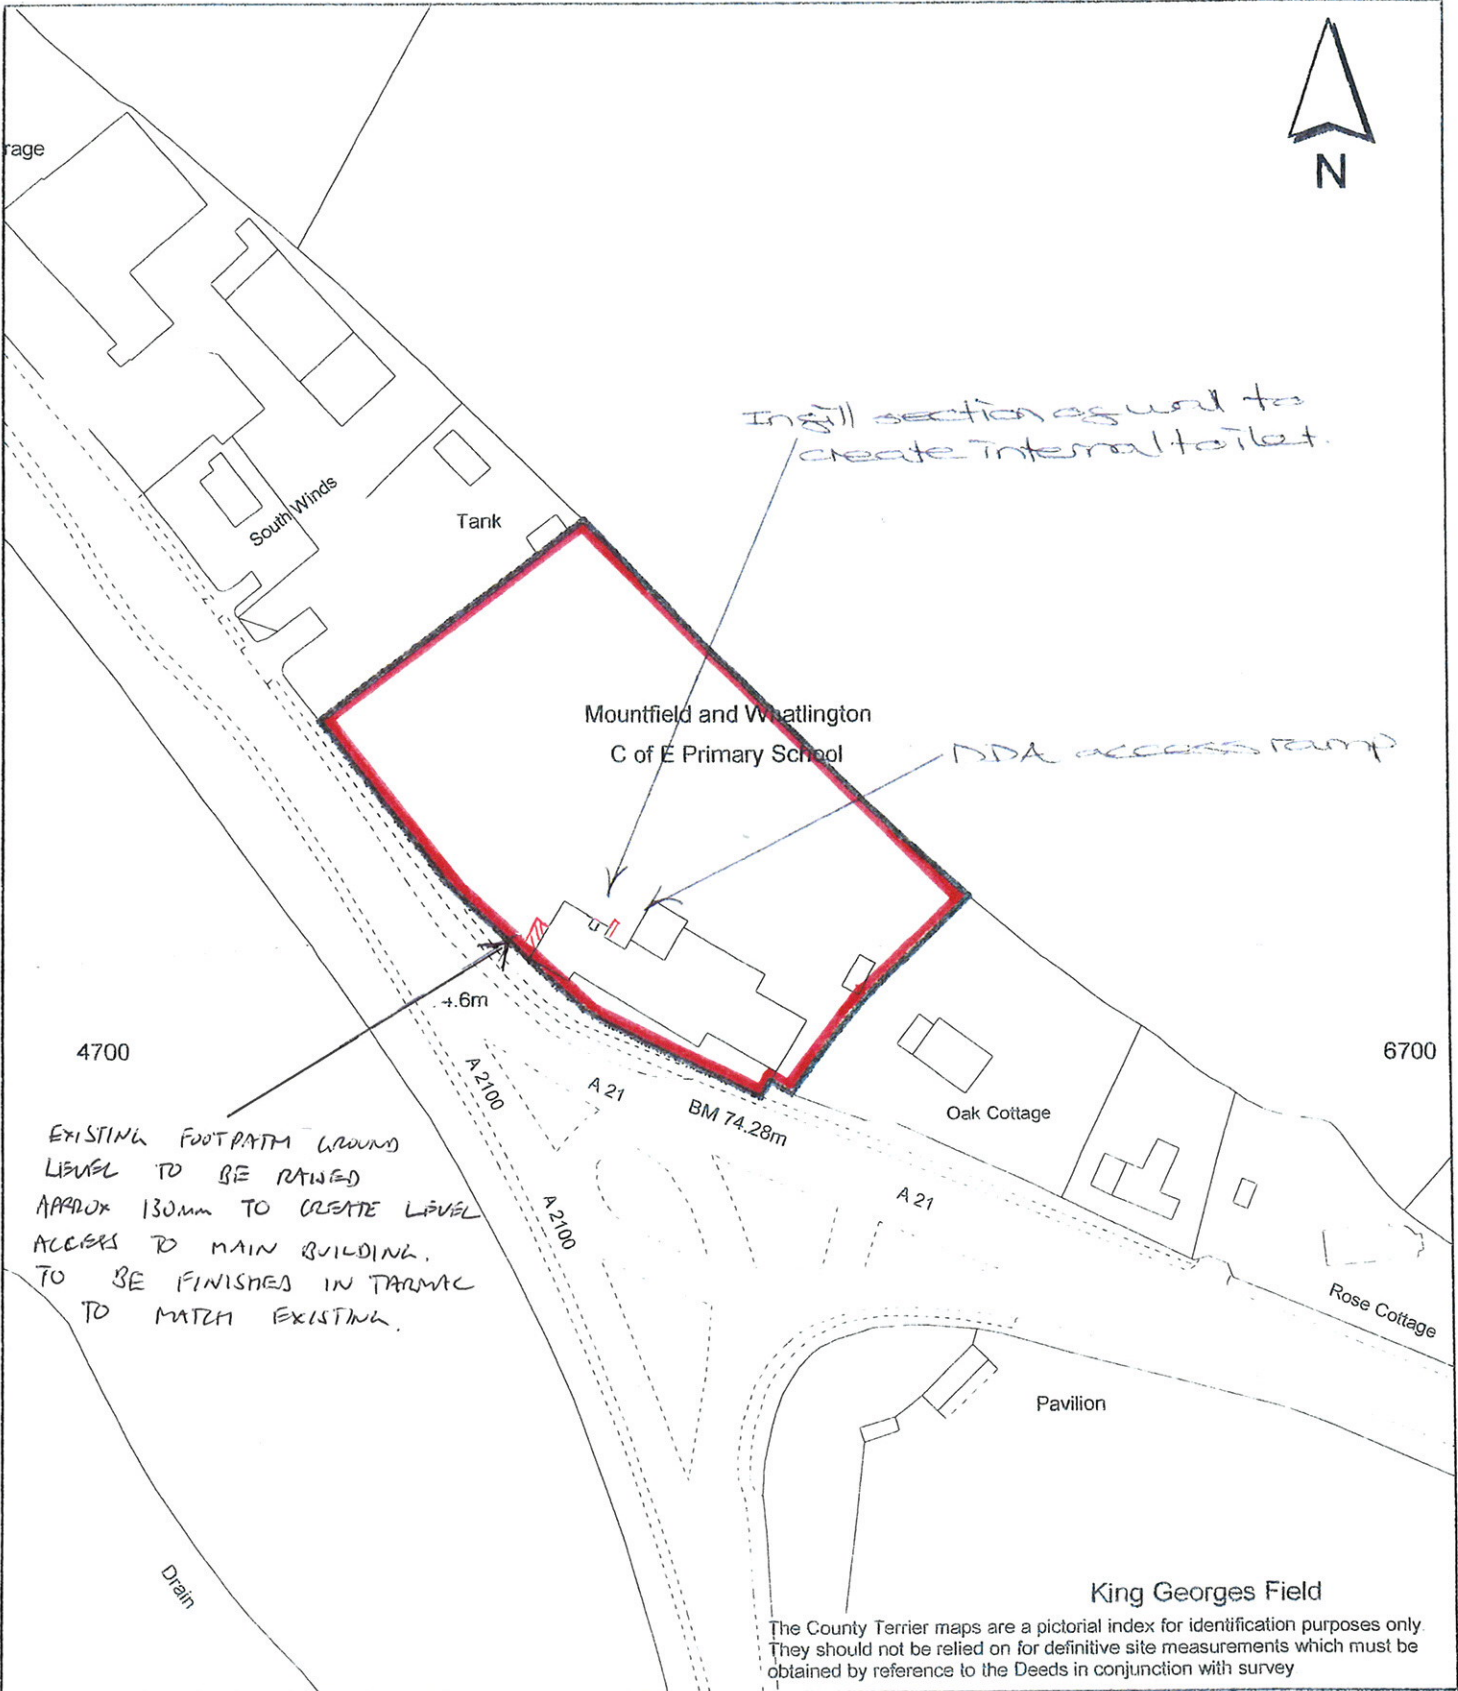 N
rage
Infill section of wall to
create internal toilet.
South Winds
Tank
Mountfield and Whatlington
C of E Primary School
DDA access ramp
4.6m
4700
6700
A 2100
A 21
BM 74.28m
Oak Cottage
EXISTING FOOTPATH GROUND
LEVEL TO BE RAISED
APPROX 130mm TO CREATE LEVEL
ACCESS TO MAIN BUILDING.
TO BE FINISHED IN TARMAC
TO MATCH EXISTING.
A 2100
A 21
Rose Cottage
Pavilion
Drain
King Georges Field
The County Terrier maps are a pictorial index for identification purposes only.
They should not be relied on for definitive site measurements which must be
obtained by reference to the Deeds in conjunction with survey